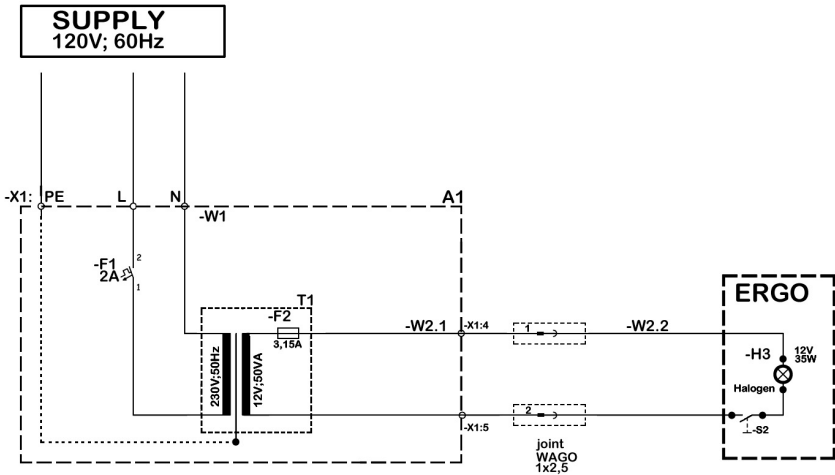 SUPPLY
120V; 60Hz
-X1: PE
L
N
A1
-W1
-F1
2A
2
1
T1
-F2
3,15A
230V;50Hz
12V;50VA
-W2.1
-X1:4
1
-W2.2
ERGO
-H3
12V
35W
Halogen
-X1:5
2
-S2
joint
WAGO
1x2,5